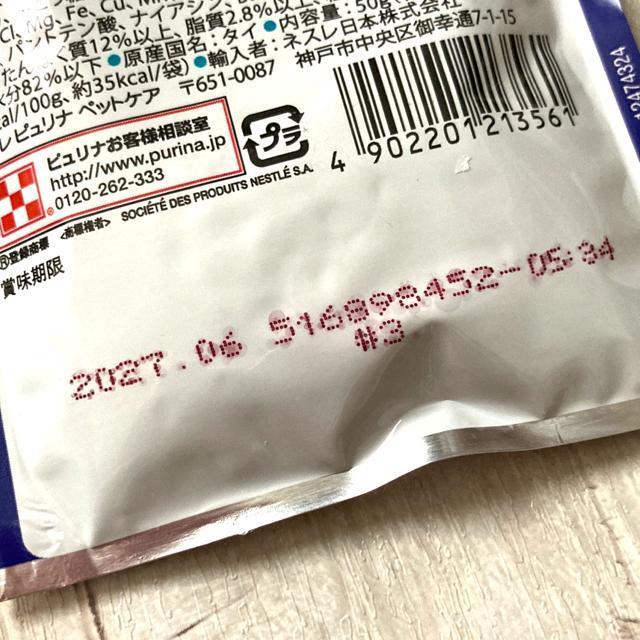 Cl, Mg, Fe, Cu, Mn
パントテン酸、ナイアシン
たんぱく質12%以上、脂質2.8%以上
分82%以下●原産国名:タイ●輸入者:ネスレ日本株式会社
al/100g、約35kcal/袋) 〒651-0087 神戸市中央区御幸通7-1-15
レ ピュリナ ペットケア
内容量:50g
ピュリナお客様相談室
http://www.purina.jp
0120-262-333
プラ
4 902201213561
®登録商標 <商標権者> SOCIÉTÉ DES PRODUITS NESTLÉ S.A.
賞味期限
2027.06 516898452-05:34
#3